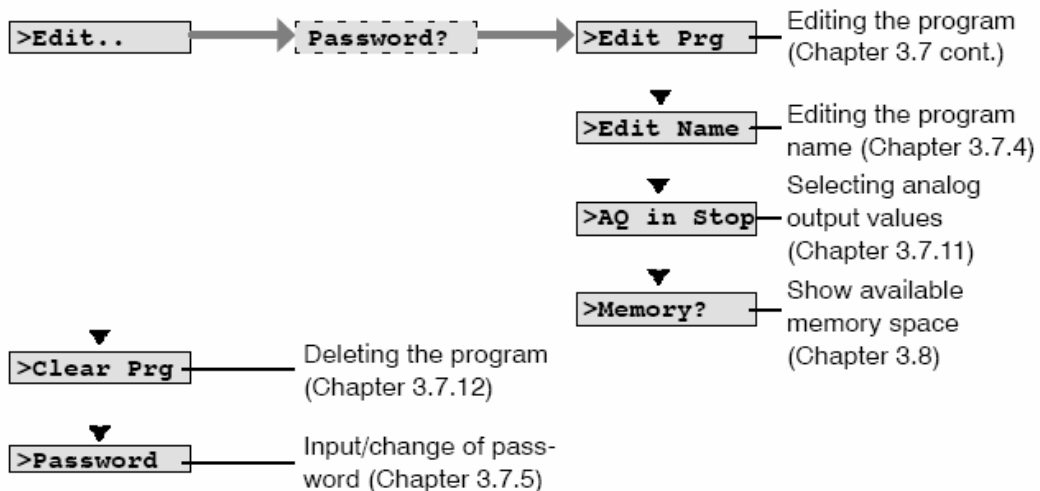 >Edit..
Password?
>Edit Prg
Editing the program
(Chapter 3.7 cont.)
>Edit Name
Editing the program
name (Chapter 3.7.4)
>AQ in Stop
Selecting analog
output values
(Chapter 3.7.11)
>Memory?
Show available
memory space
(Chapter 3.8)
>Clear Prg
Deleting the program
(Chapter 3.7.12)
>Password
Input/change of pass-
word (Chapter 3.7.5)